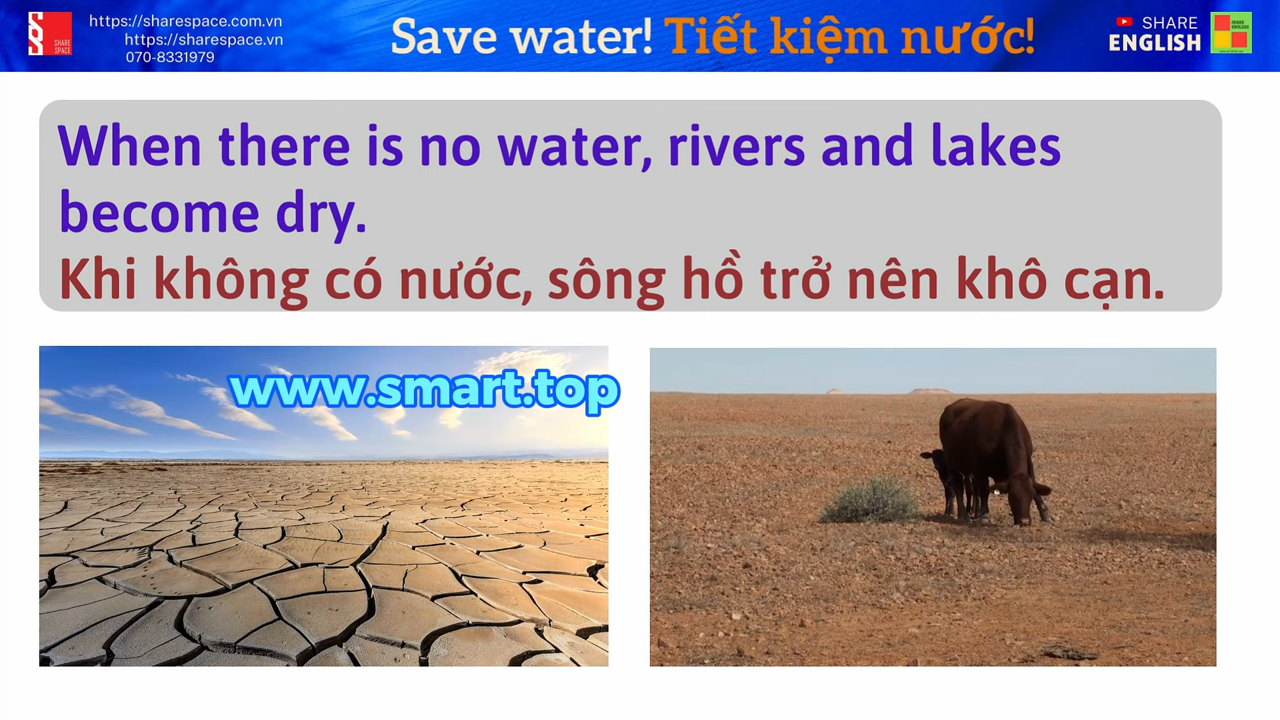 SHARE
SPACE
https://sharespace.com.vn
https://sharespace.vn
070-8331979
Save water! Tiết kiệm nước!
SHARE
ENGLISH
When there is no water, rivers and lakes
become dry.
Khi không có nước, sông hồ trở nên khô cạn.
www.smart.top